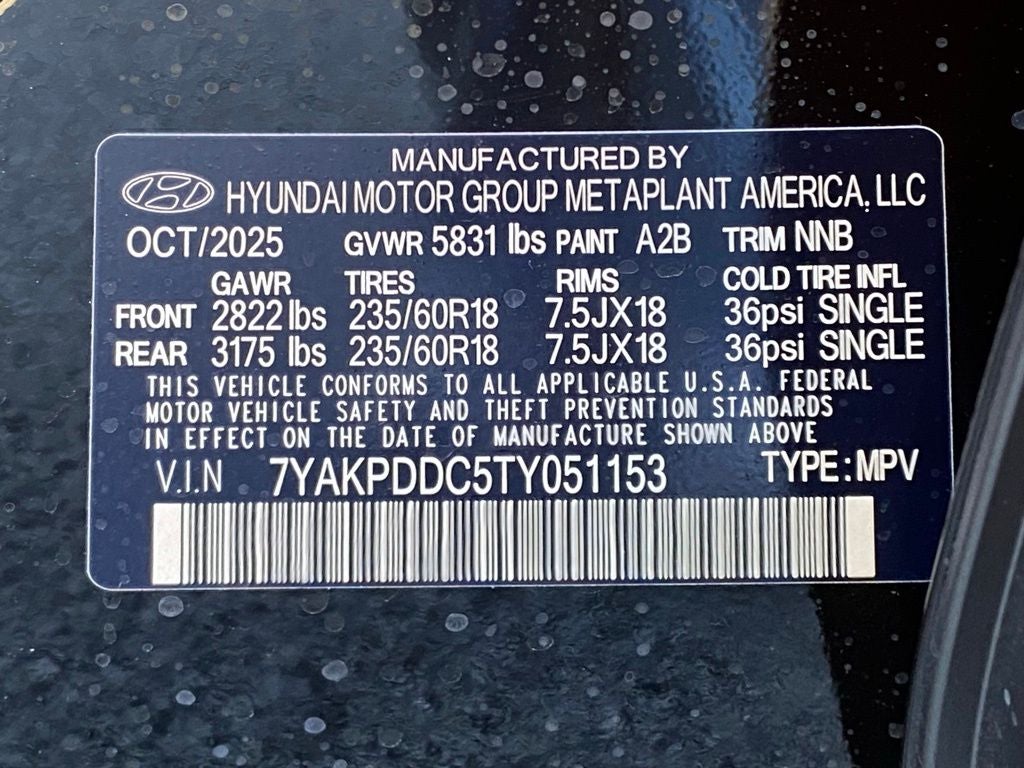 MANUFACTURED BY
HYUNDAI MOTOR GROUP METAPLANT AMERICA, LLC
OCT/2025 GVWR 5831 lbs PAINT A2B TRIM NNB
GAWR TIRES RIMS COLD TIRE INFL
FRONT 2822 lbs 235/60R18 7.5JX18 36psi SINGLE
REAR 3175 lbs 235/60R18 7.5JX18 36psi SINGLE
THIS VEHICLE CONFORMS TO ALL APPLICABLE U.S.A. FEDERAL
MOTOR VEHICLE SAFETY AND THEFT PREVENTION STANDARDS
IN EFFECT ON THE DATE OF MANUFACTURE SHOWN ABOVE
V.I.N 7YAKPDDC5TY051153 TYPE: MPV